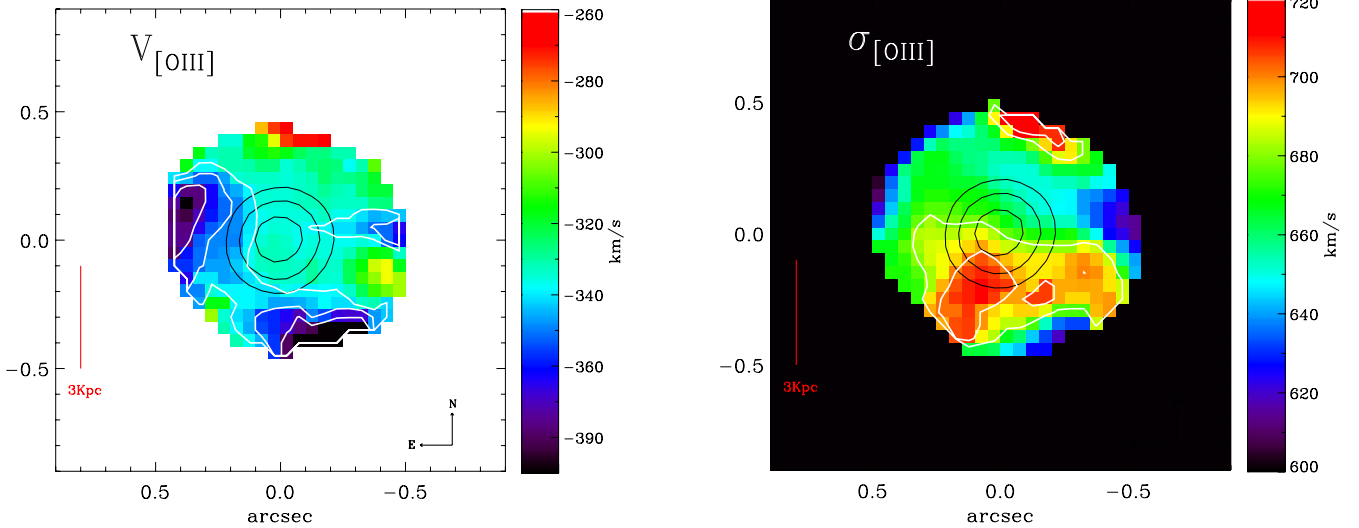 V[OIII]
0.5
0.0
−0.5
3Kpc
N
E
0.5 0.0 −0.5
arcsec
−260
−280
−300
−320
−340
−360
−390
km/s
σ[OIII]
0.5
0.0
−0.5
3Kpc
0.5 0.0 −0.5
arcsec
720
700
680
660
640
620
600
km/s